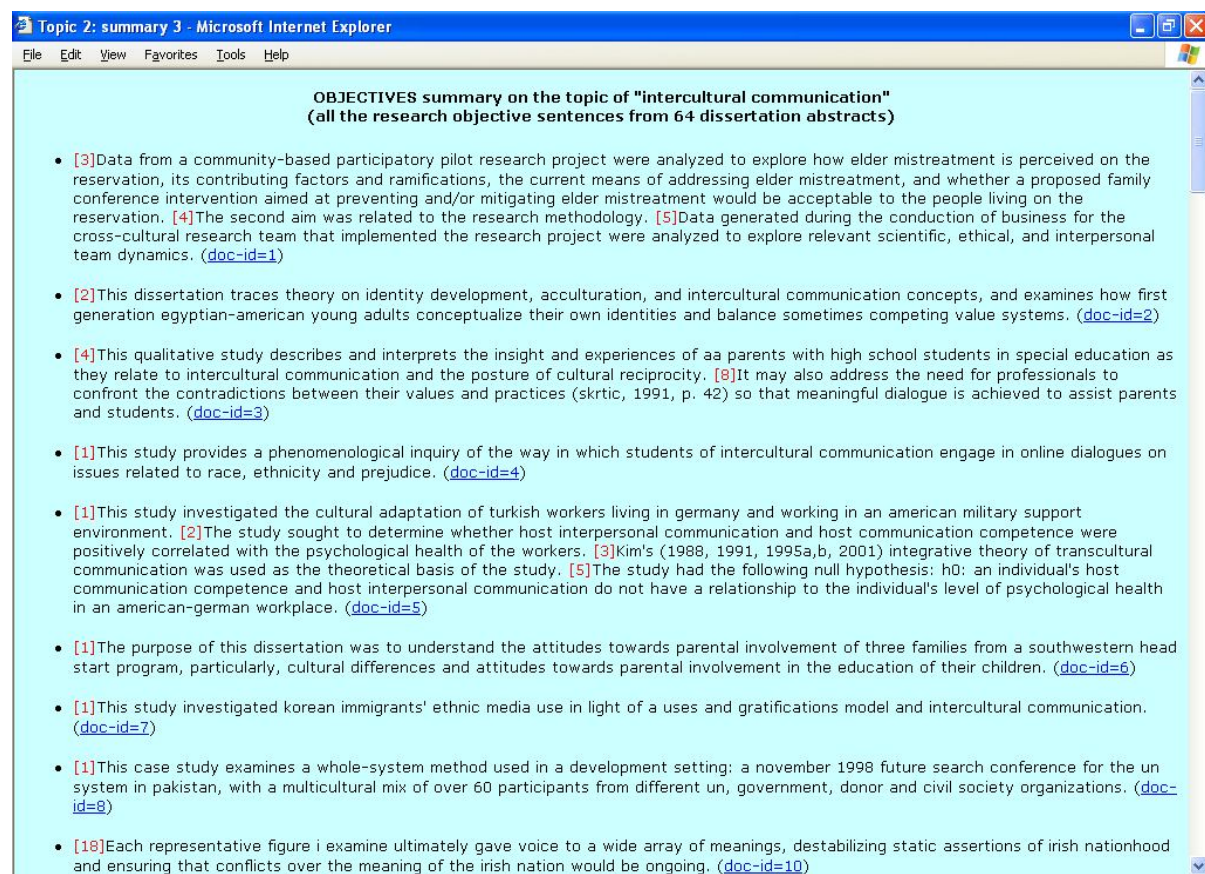 Topic 2: summary 3 - Microsoft Internet Explorer
File Edit View Favorites Tools Help
OBJECTIVES summary on the topic of "intercultural communication"
(all the research objective sentences from 64 dissertation abstracts)
• [3]Data from a community-based participatory pilot research project were analyzed to explore how elder mistreatment is perceived on the
reservation, its contributing factors and ramifications, the current means of addressing elder mistreatment, and whether a proposed family
conference intervention aimed at preventing and/or mitigating elder mistreatment would be acceptable to the people living on the
reservation. [4]The second aim was related to the research methodology. [5]Data generated during the conduction of business for the
cross-cultural research team that implemented the research project were analyzed to explore relevant scientific, ethical, and interpersonal
team dynamics. (doc-id=1)
• [2]This dissertation traces theory on identity development, acculturation, and intercultural communication concepts, and examines how first
generation egyptian-american young adults conceptualize their own identities and balance sometimes competing value systems. (doc-id=2)
• [4]This qualitative study describes and interprets the insight and experiences of aa parents with high school students in special education as
they relate to intercultural communication and the posture of cultural reciprocity. [8]It may also address the need for professionals to
confront the contradictions between their values and practices (skrtic, 1991, p. 42) so that meaningful dialogue is achieved to assist parents
and students. (doc-id=3)
• [1]This study provides a phenomenological inquiry of the way in which students of intercultural communication engage in online dialogues on
issues related to race, ethnicity and prejudice. (doc-id=4)
• [1]This study investigated the cultural adaptation of turkish workers living in germany and working in an american military support
environment. [2]The study sought to determine whether host interpersonal communication and host communication competence were
positively correlated with the psychological health of the workers. [3]Kim's (1988, 1991, 1995a,b, 2001) integrative theory of transcultural
communication was used as the theoretical basis of the study. [5]The study had the following null hypothesis: h0: an individual's host
communication competence and host interpersonal communication do not have a relationship to the individual's level of psychological health
in an american-german workplace. (doc-id=5)
• [1]The purpose of this dissertation was to understand the attitudes towards parental involvement of three families from a southwestern head
start program, particularly, cultural differences and attitudes towards parental involvement in the education of their children. (doc-id=6)
• [1]This study investigated korean immigrants' ethnic media use in light of a uses and gratifications model and intercultural communication.
(doc-id=7)
• [1]This case study examines a whole-system method used in a development setting: a november 1998 future search conference for the un
system in pakistan, with a multicultural mix of over 60 participants from different un, government, donor and civil society organizations. (doc-
id=8)
• [18]Each representative figure i examine ultimately gave voice to a wide array of meanings, destabilizing static assertions of irish nationhood
and ensuring that conflicts over the meaning of the irish nation would be ongoing. (doc-id=10)